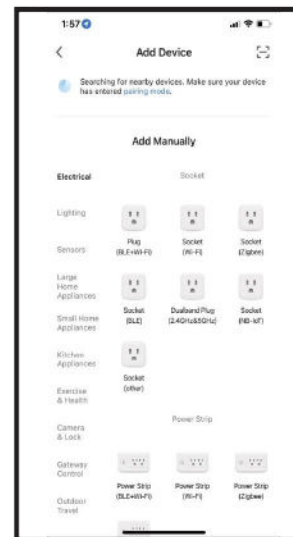 1:57
Add Device
Searching for nearby devices. Make sure your device
has entered pairing mode.
Add Manually
Electrical
Socket
Lighting
Plug
(BLE+Wi-Fi)
Socket
(Wi-Fi)
Socket
(Zigbee)
Sensors
Large
Home
Appliances
Socket
(BLE)
Dualband Plug
(2.4GHz&5GHz)
Socket
(NB-IoT)
Small Home
Appliances
Kitchen
Appliances
Socket
(other)
Exercise
& Health
Power Strip
Camera
& Lock
Gateway
Control
Power Strip
(BLE+Wi-Fi)
Power Strip
(Wi-Fi)
Power Strip
(Zigbee)
Outdoor
Travel